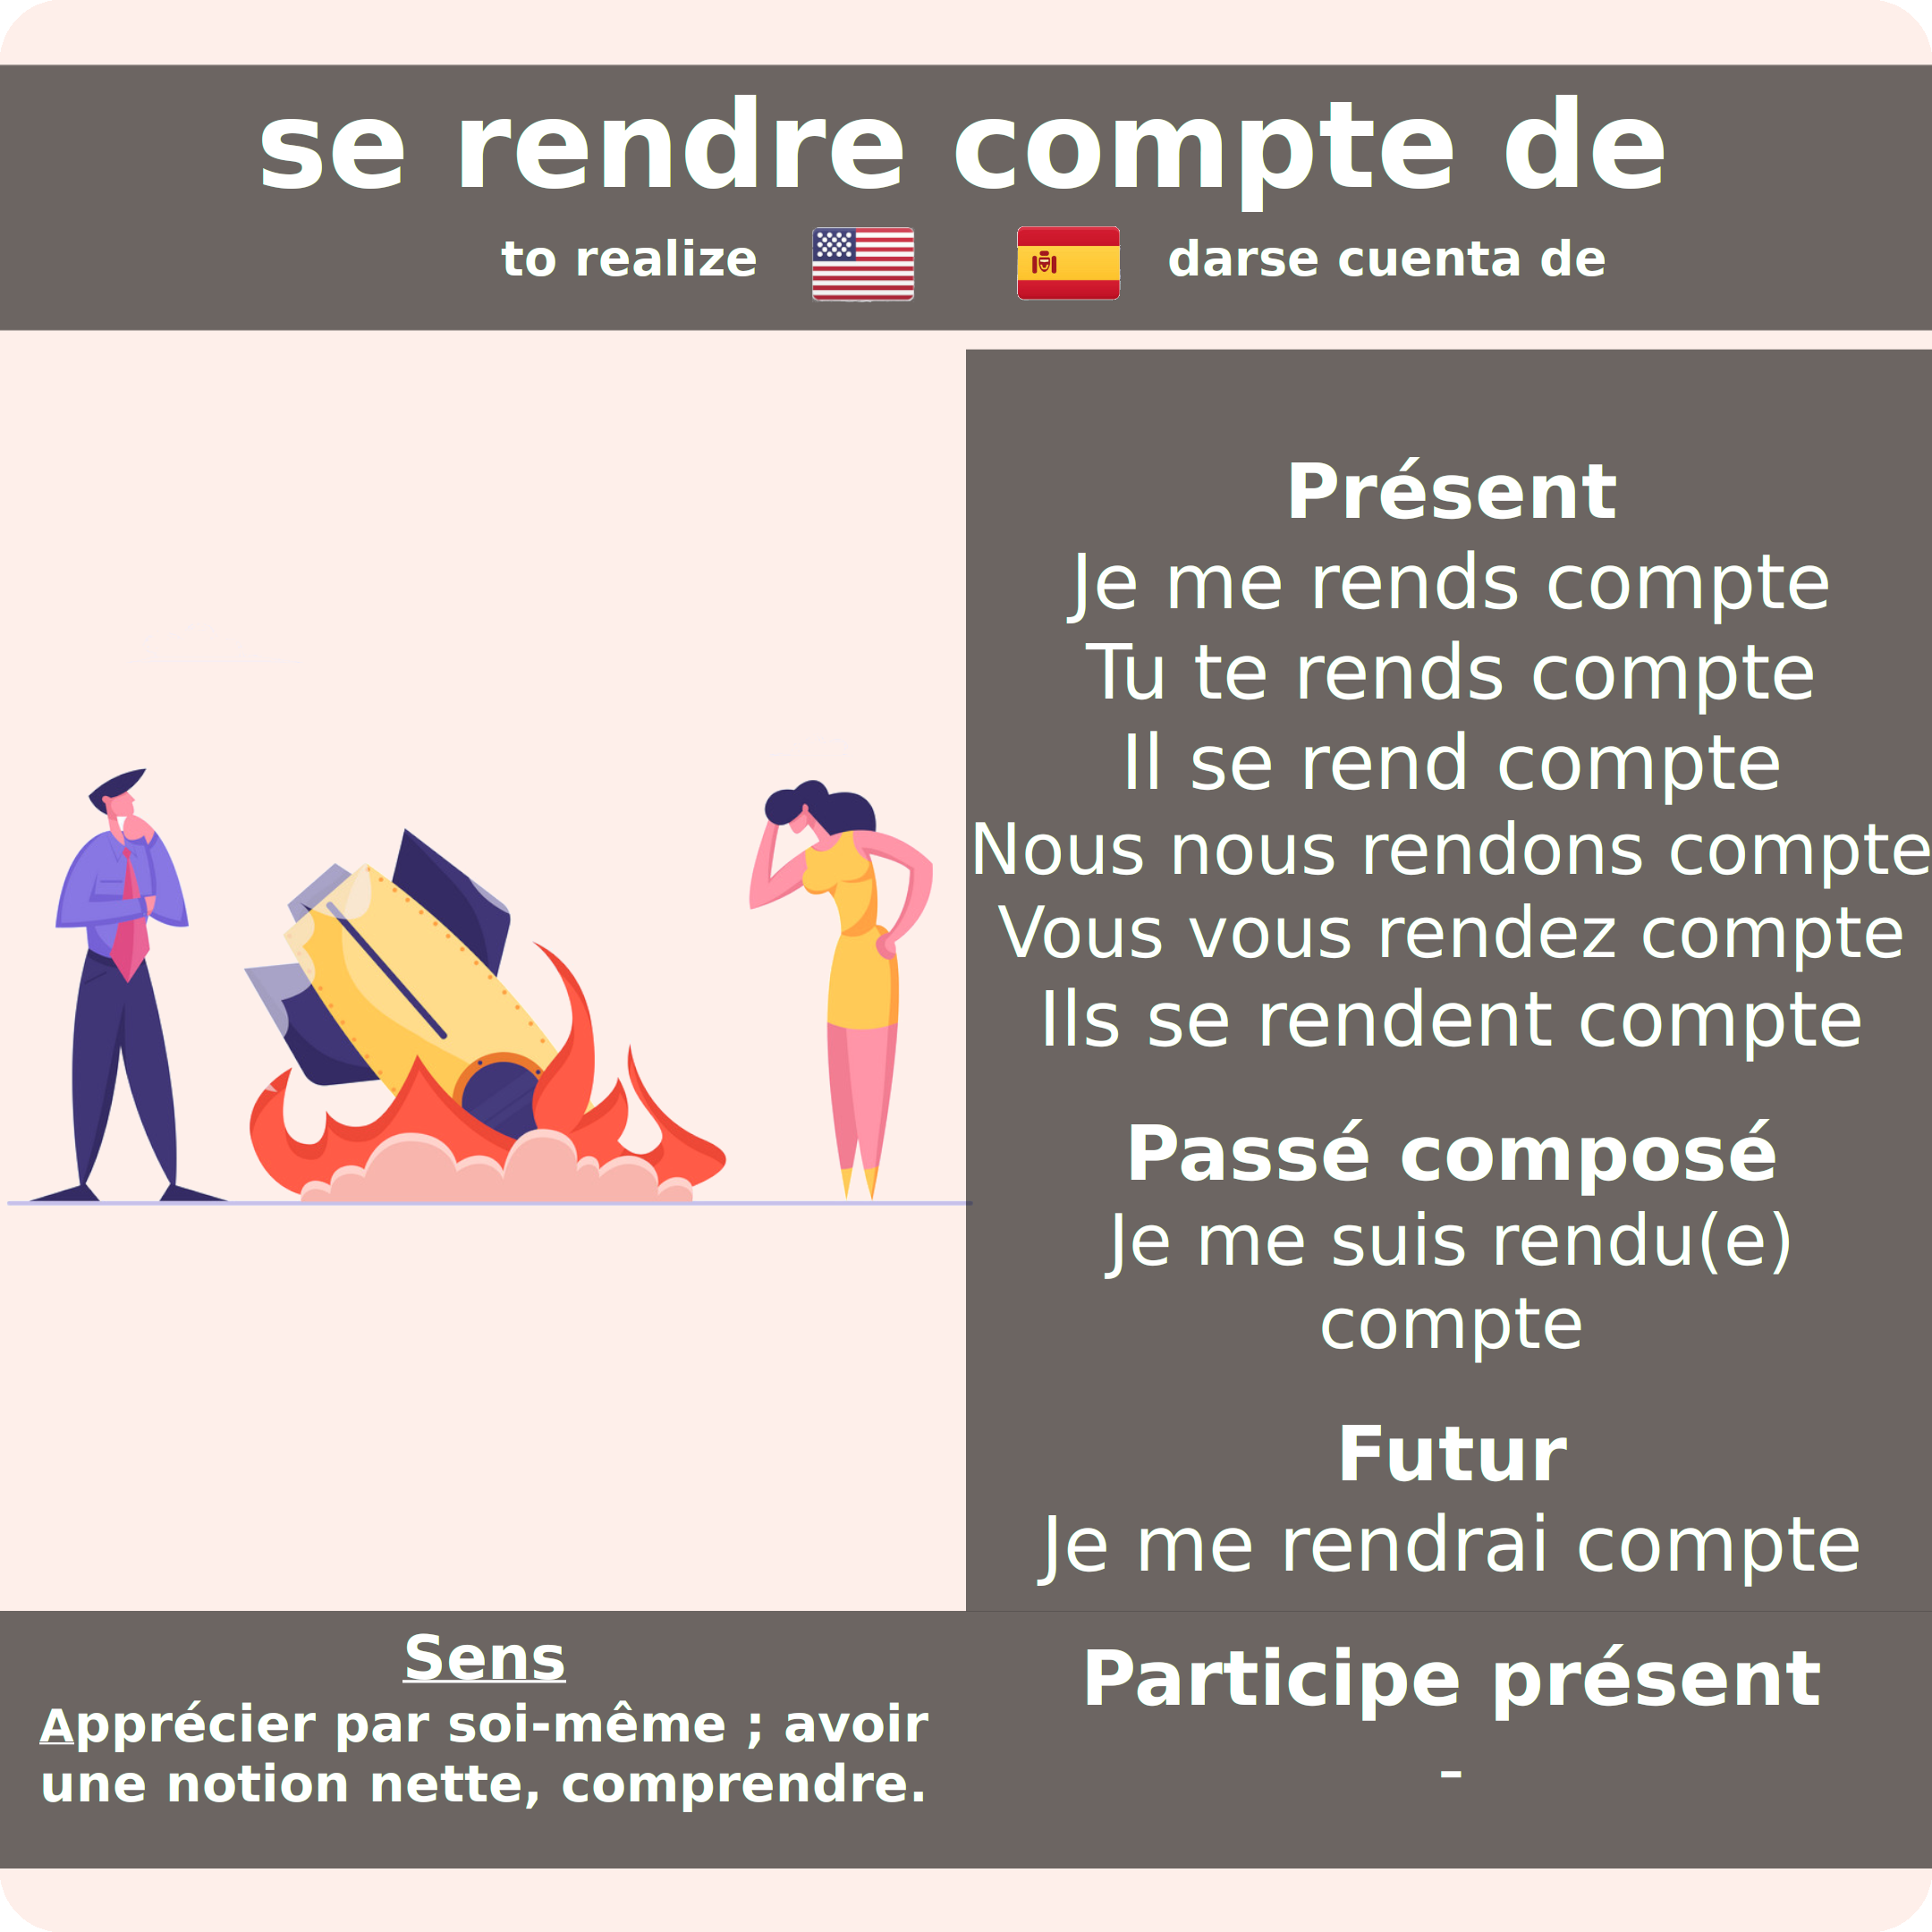 se rendre compte de
to realize darse cuenta de
Présent
Je me rends compte
Tu te rends compte
Il se rend compte
Nous nous rendons compte
Vous vous rendez compte
Ils se rendent compte
Passé composé
Je me suis rendu(e)
compte
Futur
Je me rendrai compte
Sens
Apprécier par soi-même ; avoir
une notion nette, comprendre.
Participe présent
–